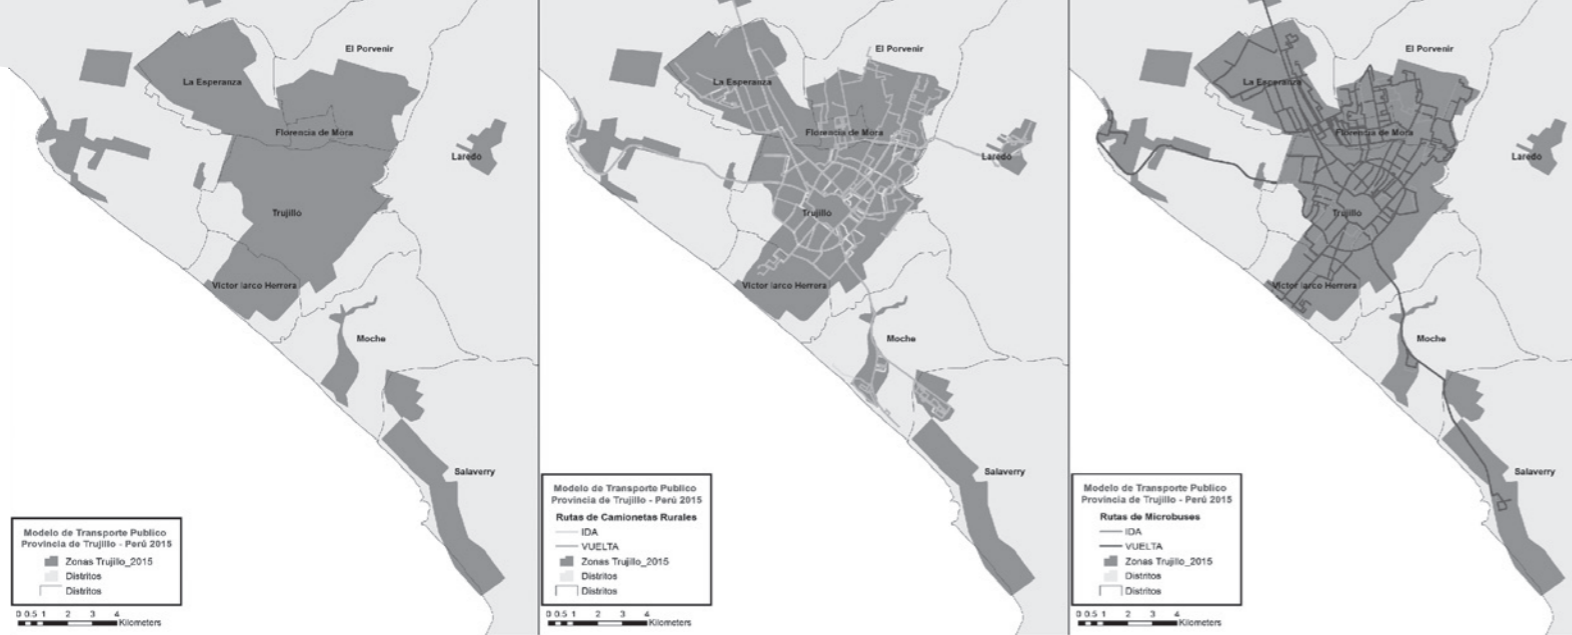 El Porvenir
La Esperanza
Florencia de Mora
Laredo
Trujillo
Víctor larco Herrera
Moche
Salaverry
Modelo de Transporte Publico
Provincia de Trujillo - Perú 2015
Zonas Trujillo_2015
Distritos
Distritos
0 0.5 1 2 3 4
Kilometers
El Porvenir
La Esperanza
Florencia de Mora
Laredo
Trujillo
Víctor larco Herrera
Moche
Salaverry
Modelo de Transporte Publico
Provincia de Trujillo - Perú 2015
Rutas de Camionetas Rurales
IDA
VUELTA
Zonas Trujillo_2015
Distritos
Distritos
0 0.5 1 2 3 4
Kilometers
El Porvenir
La Esperanza
Florencia de Mora
Laredo
Trujillo
Víctor larco Herrera
Moche
Salaverry
Modelo de Transporte Publico
Provincia de Trujillo - Perú 2015
Rutas de Microbuses
IDA
VUELTA
Zonas Trujillo_2015
Distritos
Distritos
0 0.5 1 2 3 4
Kilometers